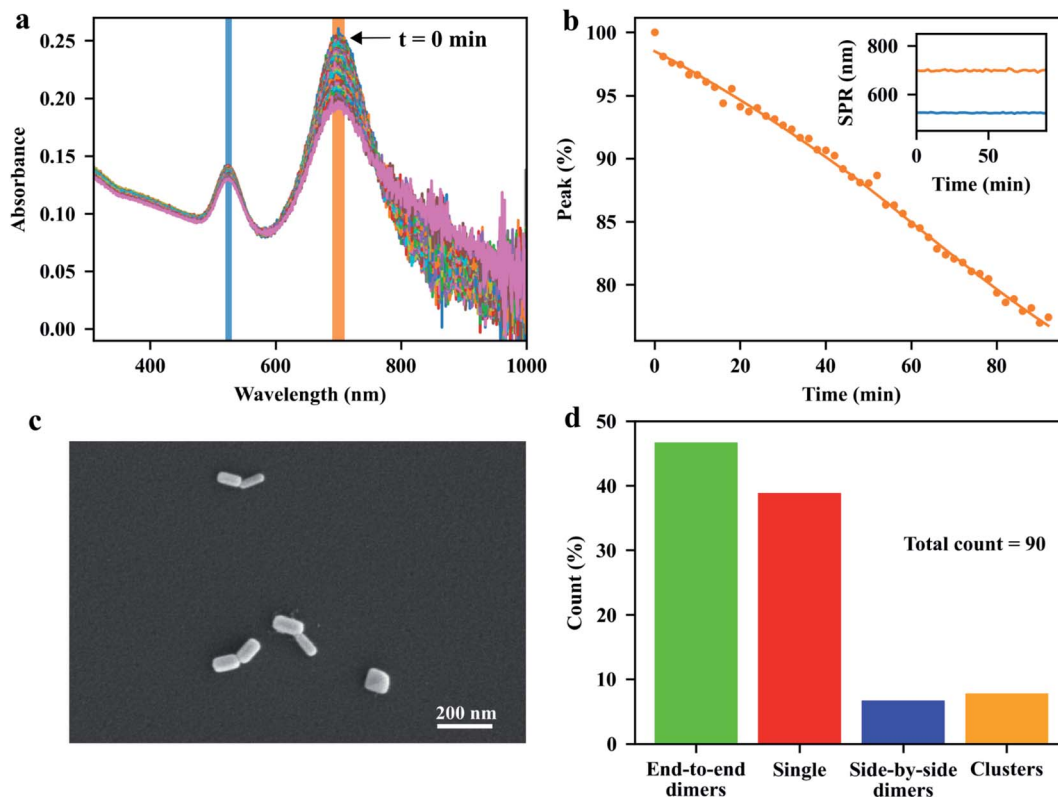 a
0.25
0.20
0.15
0.10
0.05
0.00
Absorbance
t = 0 min
400
600
800
1000
Wavelength (nm)
b
100
95
90
85
80
Peak (%)
0
20
40
60
80
Time (min)
800
600
SPR (nm)
0
50
Time (min)
c
200 nm
d
50
40
30
20
10
0
Count (%)
Total count = 90
End-to-end
dimers
Single
Side-by-side
dimers
Clusters